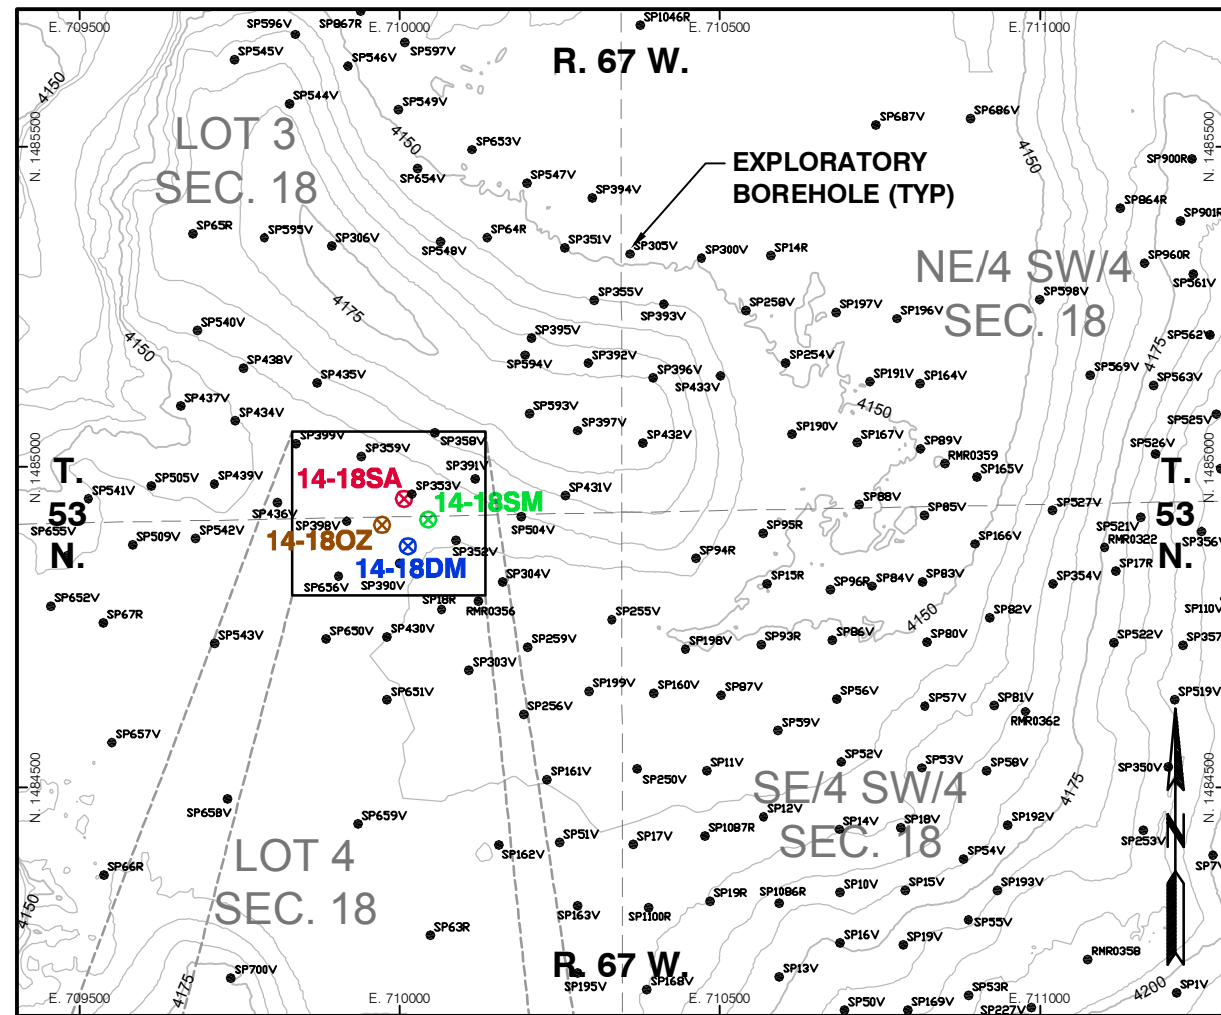 E. 709500
E. 710000
E. 710500
E. 711000
SP596V
SP867R
SP1046R
SP597V
SP545V
SP546V
R. 67 W.
4150
SP544V
SP549V
SP687V
SP686V
N. 1485500
LOT 3
SEC. 18
4150
SP653V
EXPLORATORY
BOREHOLE (TYP)
4150
SP900R
N. 1485500
SP654V
SP547V
SP394V
SP864R
SP901R
SP65R
SP595V
SP306V
SP548V
SP64R
SP351V
SP305V
SP300V
SP14R
NE/4 SW/4
SEC. 18
SP960R
SP561V
4175
SP355V
SP393V
SP258V
SP197V
SP196V
SP598V
SP540V
4150
SP395V
SP594V
SP392V
SP254V
SP562V
4175
SP438V
SP435V
SP396V
SP433V
SP191V
SP164V
SP569V
SP563V
SP437V
SP434V
SP593V
SP397V
4150
SP525V
SP399V
SP359V
SP358V
SP432V
SP190V
SP167V
SP89V
SP526V
N. 1485000
T.
53
N.
SP541V
SP505V
SP439V
14-18SA
SP391V
SP353V
RMR0359
SP165V
N. 1485000
T.
53
N.
SP436V
14-18SM
SP431V
SP88V
SP85V
SP527V
SP655V
SP509V
SP542V
SP398V
14-18OZ
SP504V
SP95R
SP521V
RMR0322
SP356V
SP352V
14-18DM
SP94R
SP166V
SP17R
SP656V
SP390V
SP304V
SP15R
SP96R
SP84V
SP83V
SP354V
SP652V
SP67R
SP18R
RMR0356
SP255V
4150
SP82V
SP110V
SP543V
SP650V
SP430V
SP259V
SP198V
SP93R
SP86V
SP80V
SP522V
SP357
SP303V
SP651V
SP199V
SP160V
SP87V
SP56V
SP57V
SP81V
SP519V
SP256V
RMR0362
SP657V
SP59V
N. 1484500
SP161V
SP250V
SP11V
SP52V
SP53V
SP58V
4175
SP350V
N. 1484500
SP658V
SE/4 SW/4
SEC. 18
SP659V
SP12V
SP14V
SP18V
SP192V
LOT 4
SEC. 18
SP162V
SP51V
SP17V
SP1087R
SP54V
SP253V
N
SP7V
SP66R
4150
SP163V
SP1100R
SP19R
SP1086R
SP10V
SP15V
SP193V
SP63R
SP16V
SP19V
SP55V
SP700V
4175
R. 67 W.
SP195V
SP168V
SP13V
RMR0358
4200
SP50V
SP169V
SP53R
SP227V
SP1V
E. 709500
E. 710000
E. 710500
E. 711000